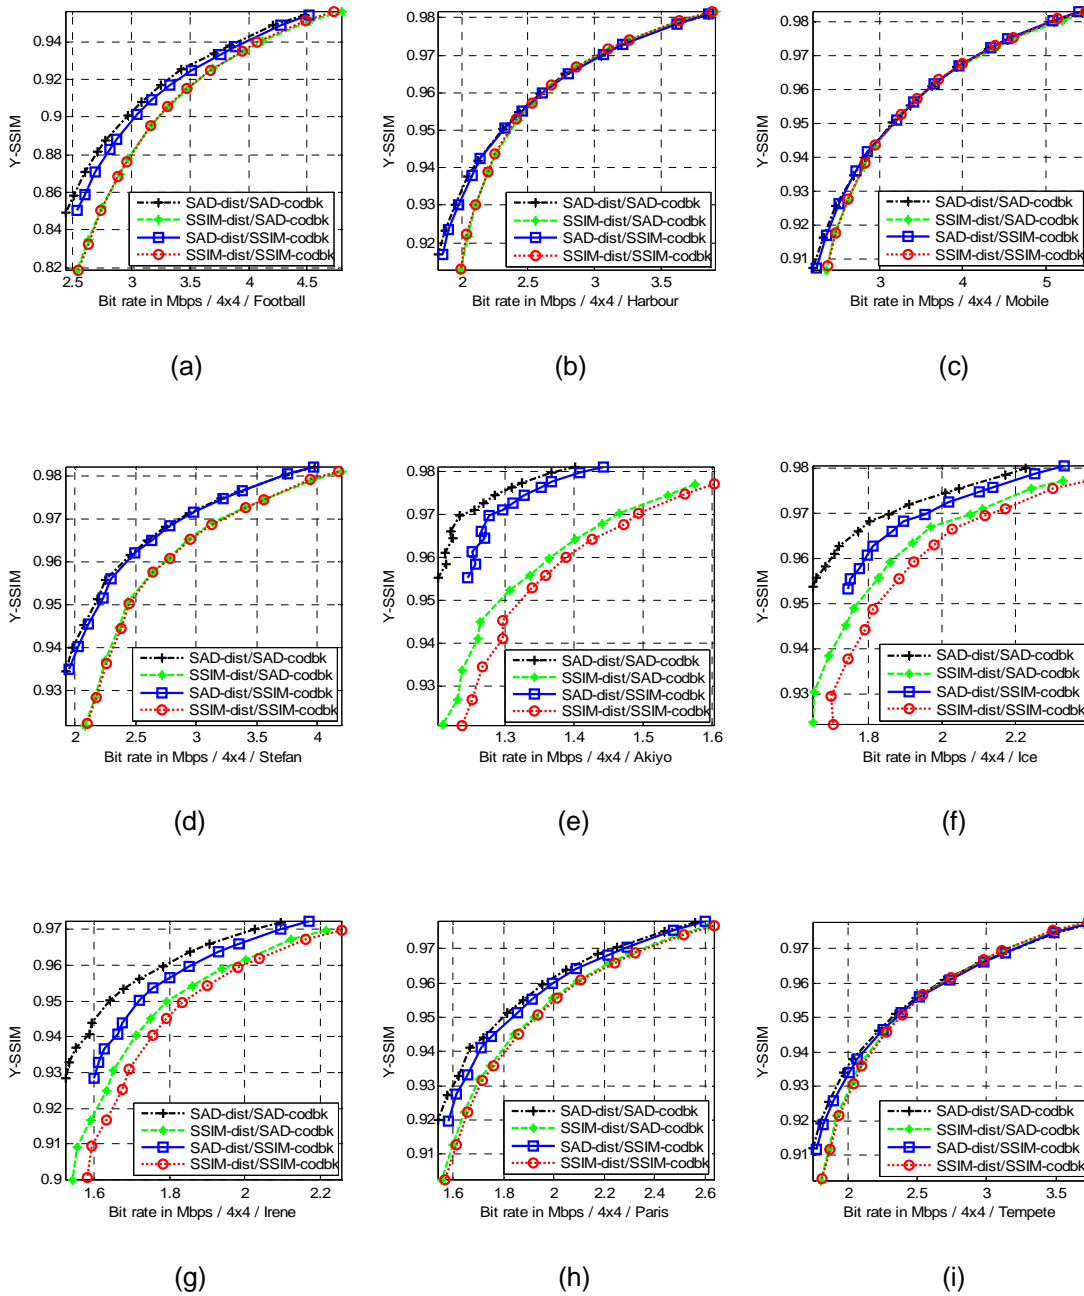 0.94
0.92
0.9
0.88
0.86
0.84
0.82
Y-SSIM
2.5 3 3.5 4 4.5
Bit rate in Mbps / 4x4 / Football
SAD-dist/SAD-codbk
SSIM-dist/SAD-codbk
SAD-dist/SSIM-codbk
SSIM-dist/SSIM-codbk
(a)
0.98
0.97
0.96
0.95
0.94
0.93
0.92
Y-SSIM
2 2.5 3 3.5
Bit rate in Mbps / 4x4 / Harbour
SAD-dist/SAD-codbk
SSIM-dist/SAD-codbk
SAD-dist/SSIM-codbk
SSIM-dist/SSIM-codbk
(b)
0.98
0.97
0.96
0.95
0.94
0.93
0.92
0.91
Y-SSIM
3 4 5
Bit rate in Mbps / 4x4 / Mobile
SAD-dist/SAD-codbk
SSIM-dist/SAD-codbk
SAD-dist/SSIM-codbk
SSIM-dist/SSIM-codbk
(c)
0.98
0.97
0.96
0.95
0.94
0.93
Y-SSIM
2 2.5 3 3.5 4
Bit rate in Mbps / 4x4 / Stefan
SAD-dist/SAD-codbk
SSIM-dist/SAD-codbk
SAD-dist/SSIM-codbk
SSIM-dist/SSIM-codbk
(d)
0.98
0.97
0.96
0.95
0.94
0.93
Y-SSIM
1.3 1.4 1.5 1.6
Bit rate in Mbps / 4x4 / Akiyo
SAD-dist/SAD-codbk
SSIM-dist/SAD-codbk
SAD-dist/SSIM-codbk
SSIM-dist/SSIM-codbk
(e)
0.98
0.97
0.96
0.95
0.94
0.93
Y-SSIM
1.8 2 2.2
Bit rate in Mbps / 4x4 / Ice
SAD-dist/SAD-codbk
SSIM-dist/SAD-codbk
SAD-dist/SSIM-codbk
SSIM-dist/SSIM-codbk
(f)
0.97
0.96
0.95
0.94
0.93
0.92
0.91
0.9
Y-SSIM
1.6 1.8 2 2.2
Bit rate in Mbps / 4x4 / Irene
SAD-dist/SAD-codbk
SSIM-dist/SAD-codbk
SAD-dist/SSIM-codbk
SSIM-dist/SSIM-codbk
(g)
0.97
0.96
0.95
0.94
0.93
0.92
0.91
Y-SSIM
1.6 1.8 2 2.2 2.4 2.6
Bit rate in Mbps / 4x4 / Paris
SAD-dist/SAD-codbk
SSIM-dist/SAD-codbk
SAD-dist/SSIM-codbk
SSIM-dist/SSIM-codbk
(h)
0.97
0.96
0.95
0.94
0.93
0.92
0.91
Y-SSIM
2 2.5 3 3.5
Bit rate in Mbps / 4x4 / Tempete
SAD-dist/SAD-codbk
SSIM-dist/SAD-codbk
SAD-dist/SSIM-codbk
SSIM-dist/SSIM-codbk
(i)